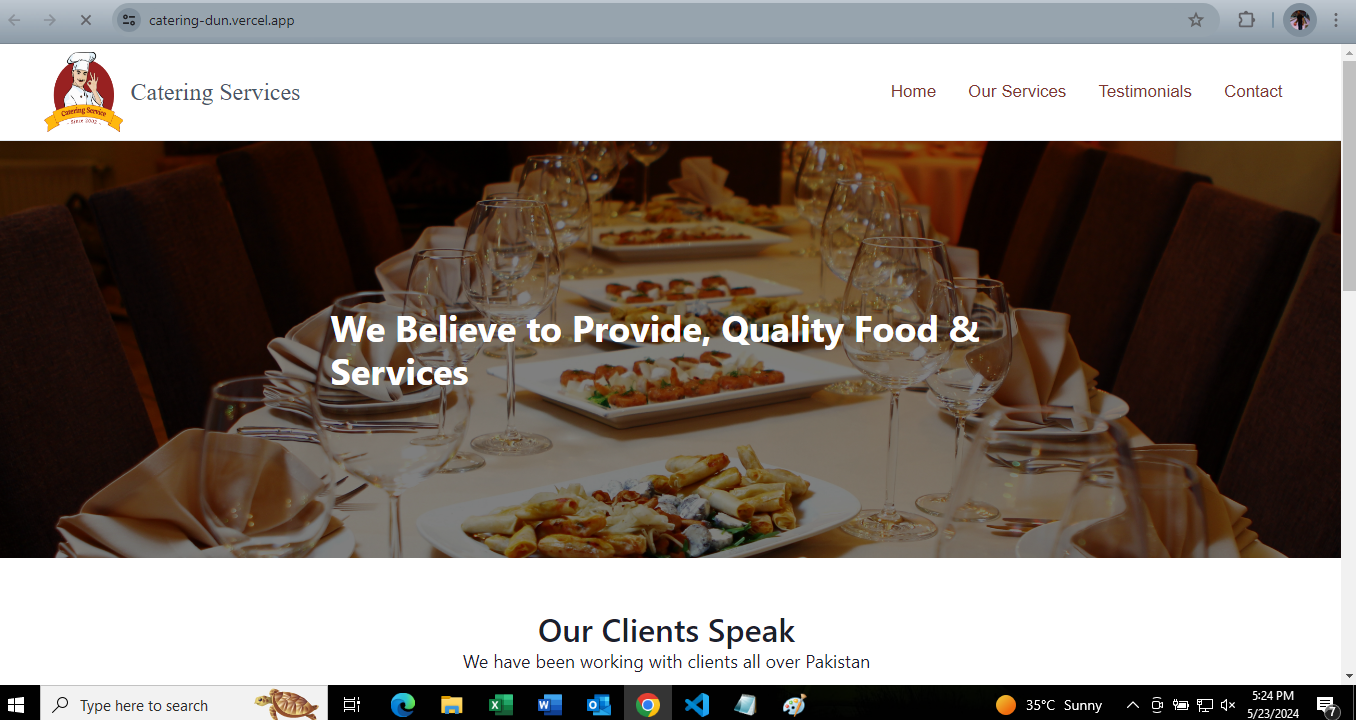 catering-dun.vercel.app
Catering Service
Since 2002
Catering Services
Home Our Services Testimonials Contact
We Believe to Provide, Quality Food &
Services
Our Clients Speak
We have been working with clients all over Pakistan
Type here to search
35°C Sunny
5:24 PM
5/23/2024
7